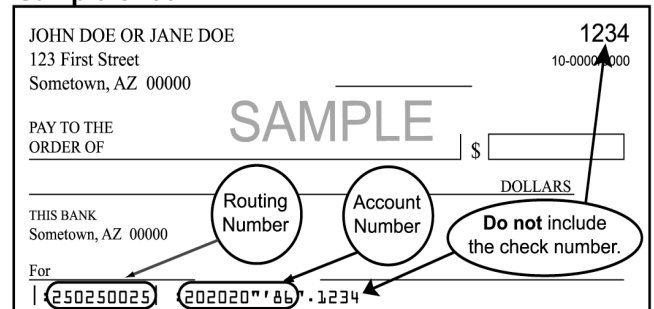 JOHN DOE OR JANE DOE
1234
123 First Street
10-0000/0000
Sometown, AZ 00000
SAMPLE
PAY TO THE
ORDER OF
$
DOLLARS
Routing
Number
Account
Number
Do not include
the check number.
THIS BANK
Sometown, AZ 00000
For
|:250250025| :202020"'86".1234